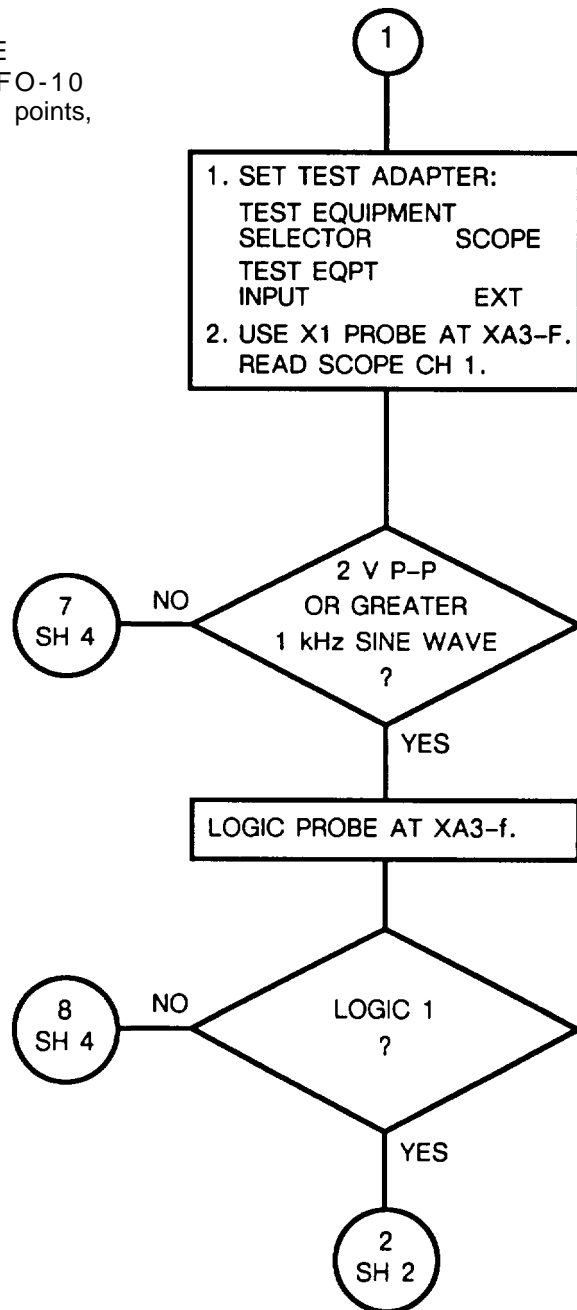 E
FO-10
points,
1
1. SET TEST ADAPTER:
TEST EQUIPMENT
SELECTOR SCOPE
TEST EQPT
INPUT EXT
2. USE X1 PROBE AT XA3-F.
READ SCOPE CH 1.
2 V P-P
OR GREATER
1 kHz SINE WAVE
?
NO
7
SH 4
YES
LOGIC PROBE AT XA3-f.
LOGIC 1
?
NO
8
SH 4
YES
2
SH 2